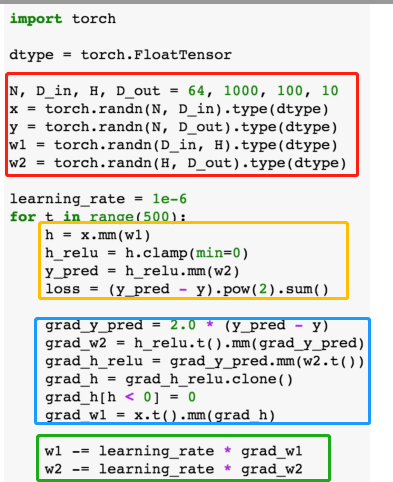 import torch
dtype = torch.FloatTensor
N, D_in, H, D_out = 64, 1000, 100, 10
x = torch.randn(N, D_in).type(dtype)
y = torch.randn(N, D_out).type(dtype)
w1 = torch.randn(D_in, H).type(dtype)
w2 = torch.randn(H, D_out).type(dtype)
learning_rate = 1e-6
for t in range(500):
    h = x.mm(w1)
    h_relu = h.clamp(min=0)
    y_pred = h_relu.mm(w2)
    loss = (y_pred - y).pow(2).sum()
    grad_y_pred = 2.0 * (y_pred - y)
    grad_w2 = h_relu.t().mm(grad_y_pred)
    grad_h_relu = grad_y_pred.mm(w2.t())
    grad_h = grad_h_relu.clone()
    grad_h[h < 0] = 0
    grad_w1 = x.t().mm(grad_h)
    w1 -= learning_rate * grad_w1
    w2 -= learning_rate * grad_w2